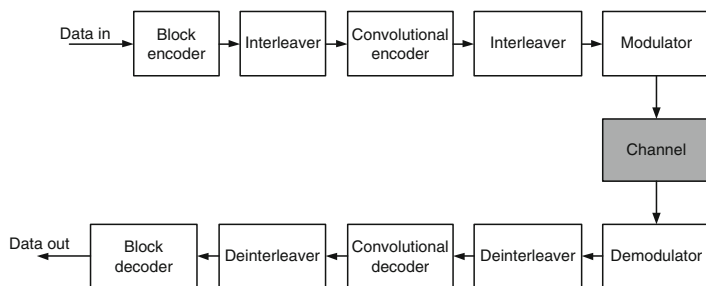 Data in
Block
encoder
Interleaver
Convolutional
encoder
Interleaver
Modulator
Channel
Demodulator
Deinterleaver
Convolutional
decoder
Deinterleaver
Block
decoder
Data out